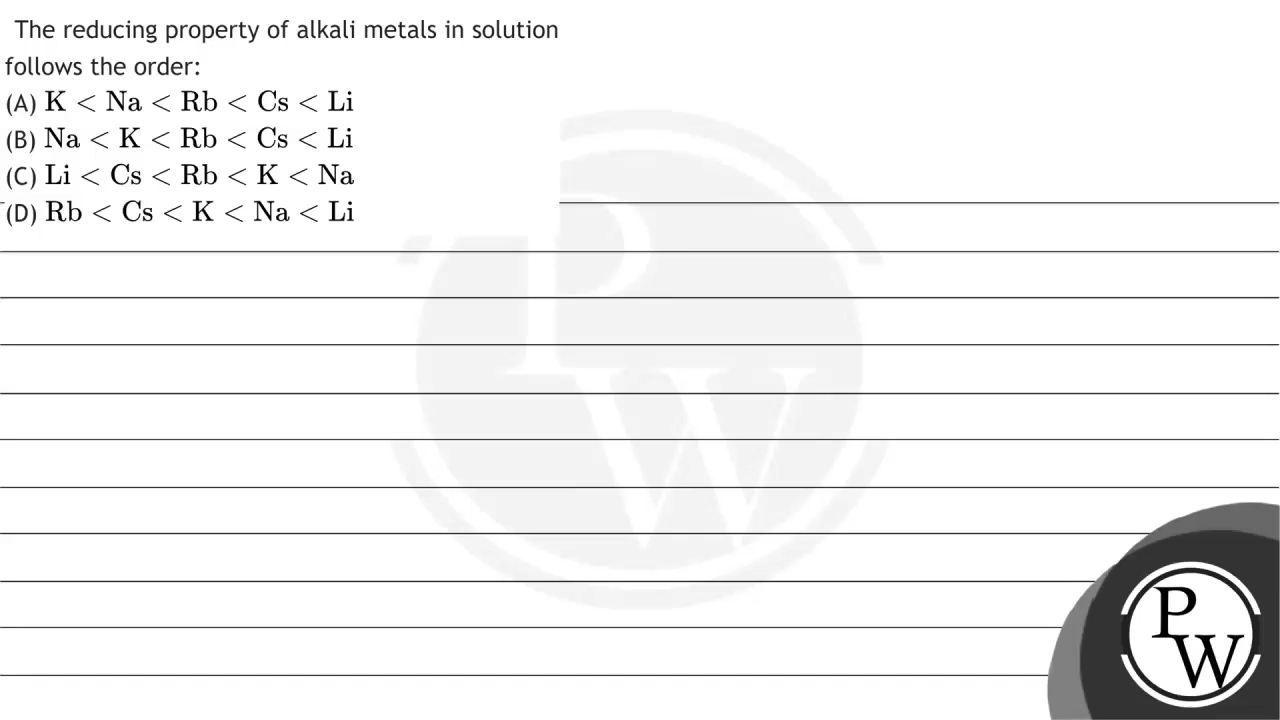 The reducing property of alkali metals in solution
follows the order:
(A) K < Na < Rb < Cs < Li
(B) Na < K < Rb < Cs < Li
(C) Li < Cs < Rb < K < Na
(D) Rb < Cs < K < Na < Li
P
W
P
W